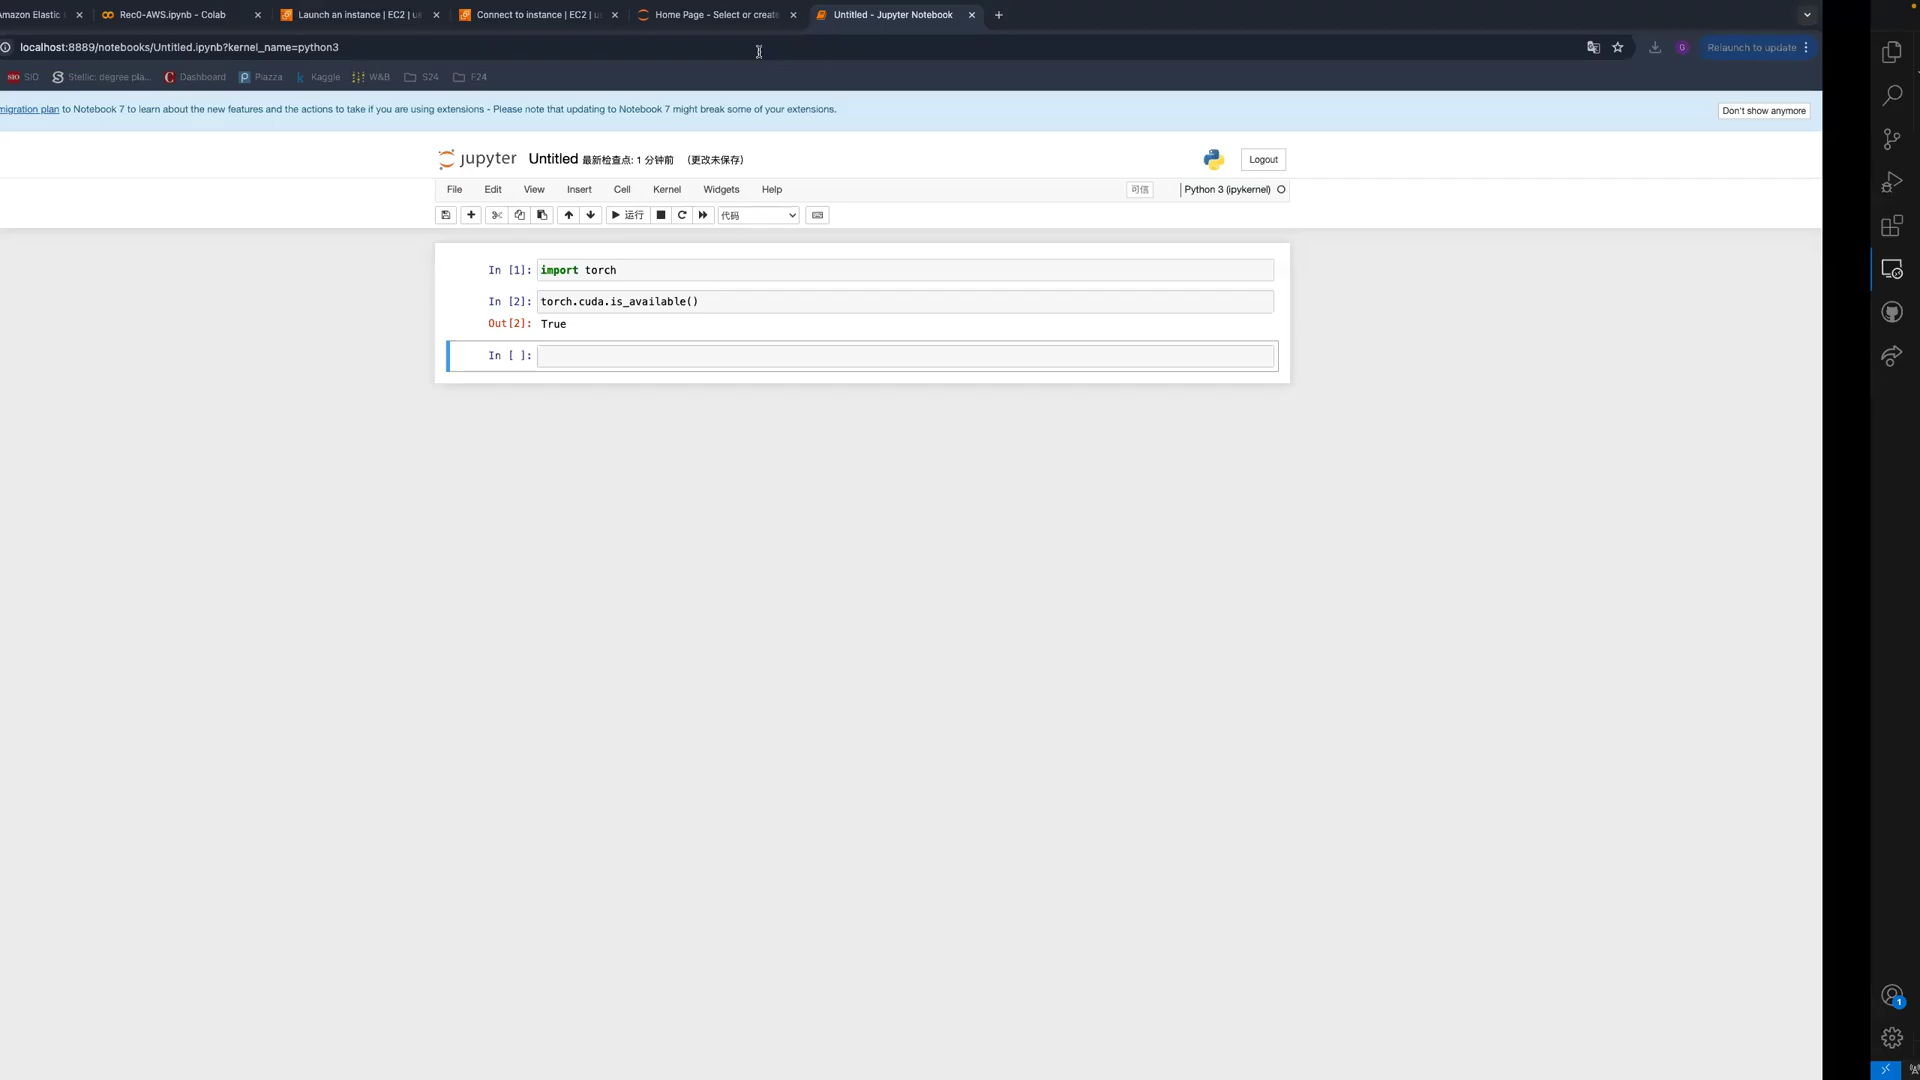 Amazon Elastic
Rec0-AWS.ipynb - Colab
Launch an instance | EC2 | u
Connect to instance | EC2 | u
Home Page - Select or create
Untitled - Jupyter Notebook
localhost:8889/notebooks/Untitled.ipynb?kernel_name=python3
G
Relaunch to update
SIO SIO
Stellic: degree pla...
Dashboard
Piazza
Kaggle
W&B
S24
F24
migration plan to Notebook 7 to learn about the new features and the actions to take if you are using extensions - Please note that updating to Notebook 7 might break some of your extensions.
Don't show anymore
jupyter Untitled 最新检查点: 1 分钟前 (更改未保存)
Logout
File Edit View Insert Cell Kernel Widgets Help
可信
Python 3 (ipykernel)
运行
代码
In [1]: import torch
In [2]: torch.cuda.is_available()
Out[2]: True
In [ ]:
1